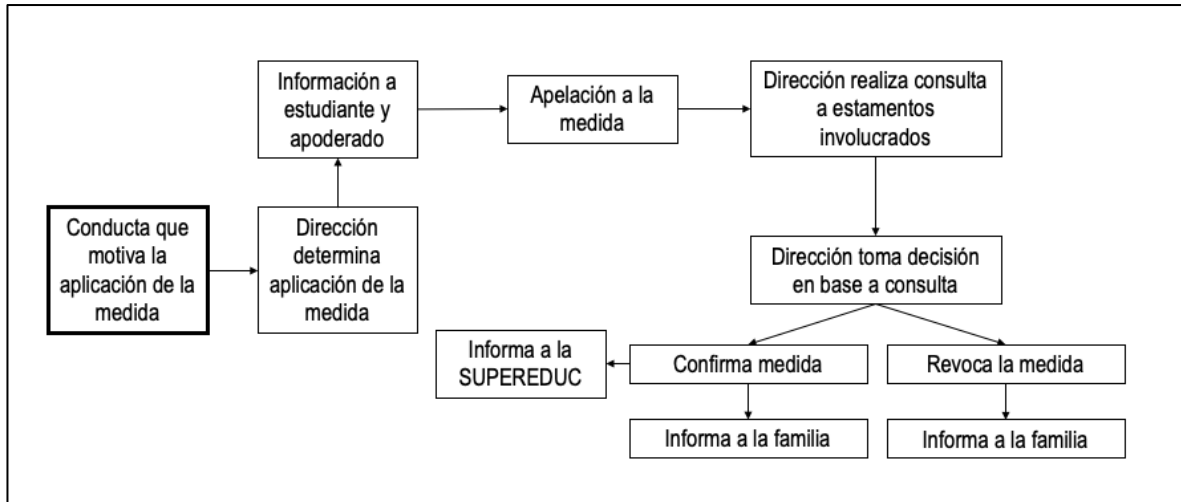 Conducta que
motiva la
aplicación de la
medida
Dirección
determina
aplicación de la
medida
Información a
estudiante y
apoderado
Apelación a la
medida
Dirección realiza consulta
a estamentos
involucrados
Dirección toma decisión
en base a consulta
Confirma medida
Informa a la
SUPEREDUC
Informa a la familia
Revoca la medida
Informa a la familia